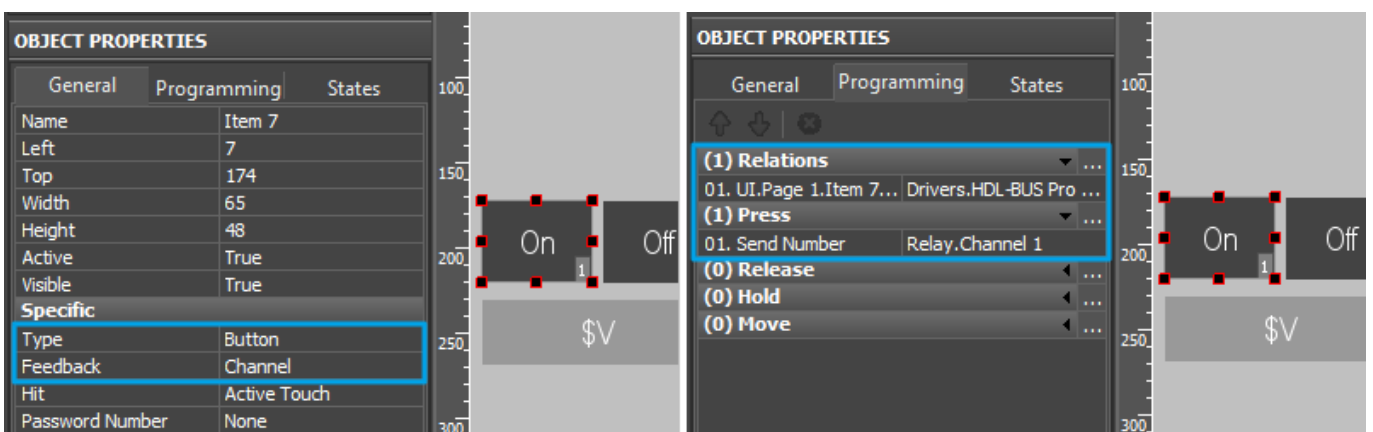 OBJECT PROPERTIES
General Programming States
Name Item 7
Left 7
Top 174
Width 65
Height 48
Active True
Visible True
Specific
Type Button
Feedback Channel
Hit Active Touch
Password Number None
100
150
200
250
300
On
1
Off
$V
OBJECT PROPERTIES
General Programming States
(1) Relations ...
01. UI.Page 1.Item 7... Drivers.HDL-BUS Pro ...
(1) Press ...
01. Send Number Relay.Channel 1
(0) Release ...
(0) Hold ...
(0) Move ...
100
150
200
250
300
On
1
Off
$V